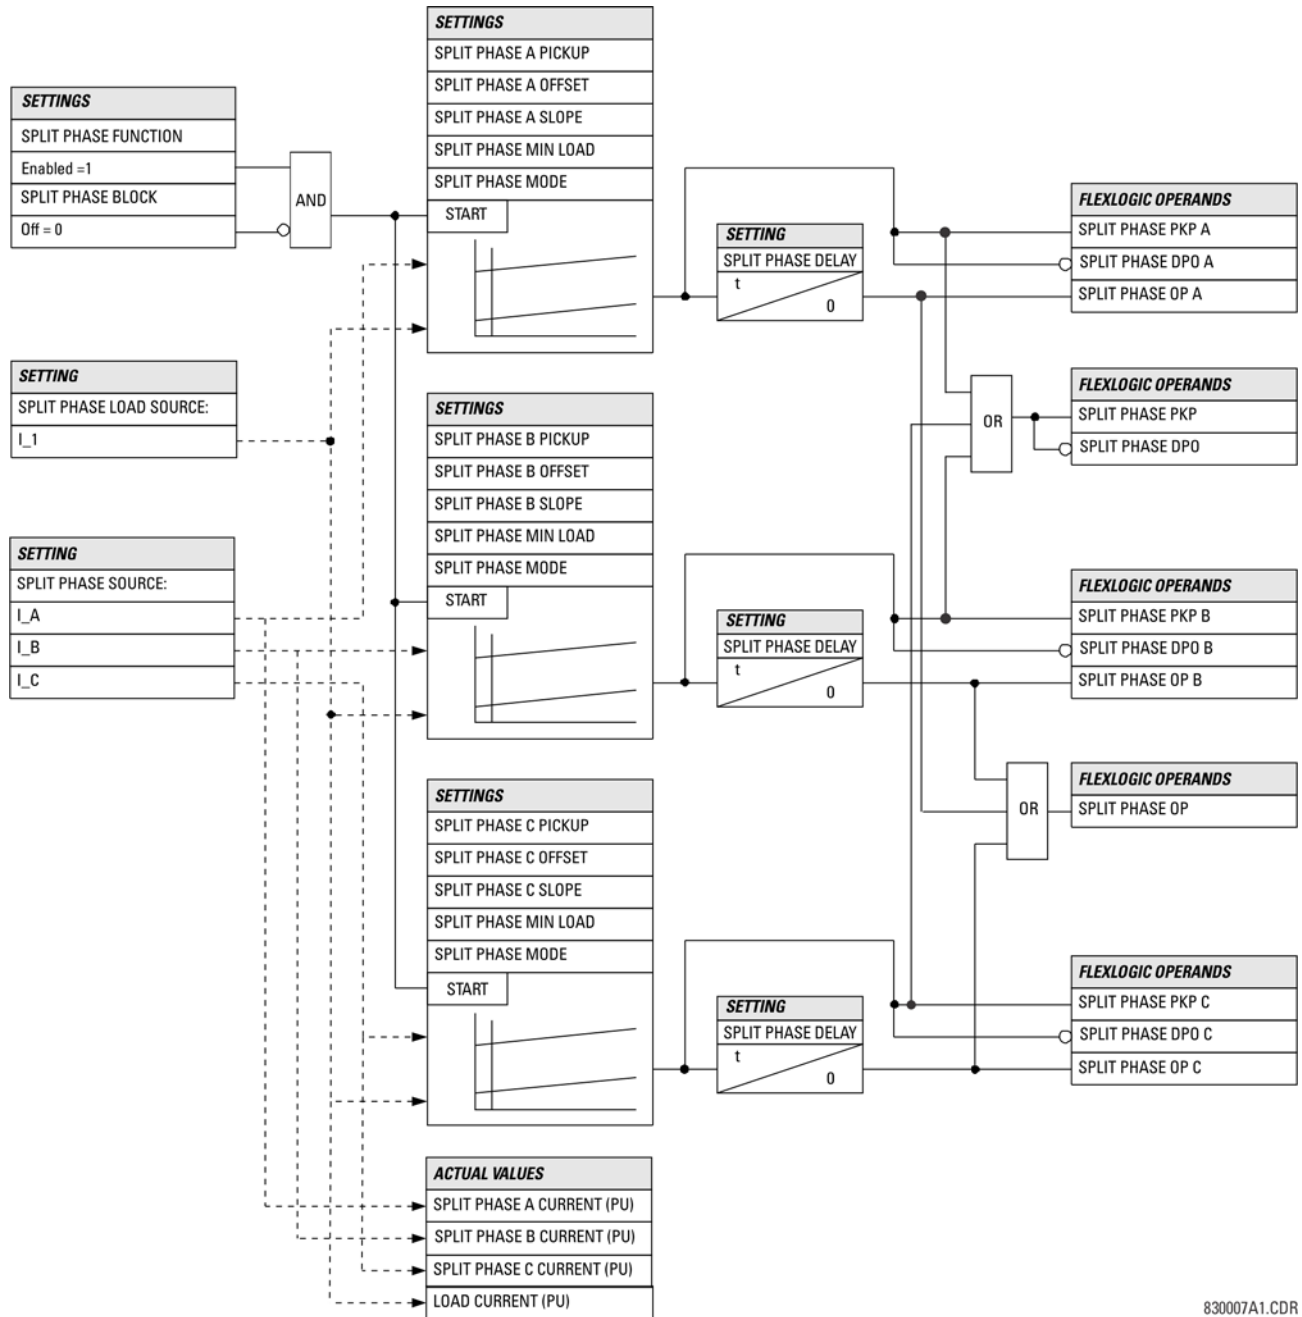 SETTINGS
SPLIT PHASE FUNCTION
Enabled =1
SPLIT PHASE BLOCK
Off = 0
AND
SETTING
SPLIT PHASE LOAD SOURCE:
I_1
SETTING
SPLIT PHASE SOURCE:
I_A
I_B
I_C
SETTINGS
SPLIT PHASE A PICKUP
SPLIT PHASE A OFFSET
SPLIT PHASE A SLOPE
SPLIT PHASE MIN LOAD
SPLIT PHASE MODE
START
SETTINGS
SPLIT PHASE B PICKUP
SPLIT PHASE B OFFSET
SPLIT PHASE B SLOPE
SPLIT PHASE MIN LOAD
SPLIT PHASE MODE
START
SETTINGS
SPLIT PHASE C PICKUP
SPLIT PHASE C OFFSET
SPLIT PHASE C SLOPE
SPLIT PHASE MIN LOAD
SPLIT PHASE MODE
START
ACTUAL VALUES
SPLIT PHASE A CURRENT (PU)
SPLIT PHASE B CURRENT (PU)
SPLIT PHASE C CURRENT (PU)
LOAD CURRENT (PU)
SETTING
SPLIT PHASE DELAY
t
0
SETTING
SPLIT PHASE DELAY
t
0
SETTING
SPLIT PHASE DELAY
t
0
OR
OR
FLEXLOGIC OPERANDS
SPLIT PHASE PKP A
SPLIT PHASE DPO A
SPLIT PHASE OP A
FLEXLOGIC OPERANDS
SPLIT PHASE PKP
SPLIT PHASE DPO
FLEXLOGIC OPERANDS
SPLIT PHASE PKP B
SPLIT PHASE DPO B
SPLIT PHASE OP B
FLEXLOGIC OPERANDS
SPLIT PHASE OP
FLEXLOGIC OPERANDS
SPLIT PHASE PKP C
SPLIT PHASE DPO C
SPLIT PHASE OP C
830007A1.CDR